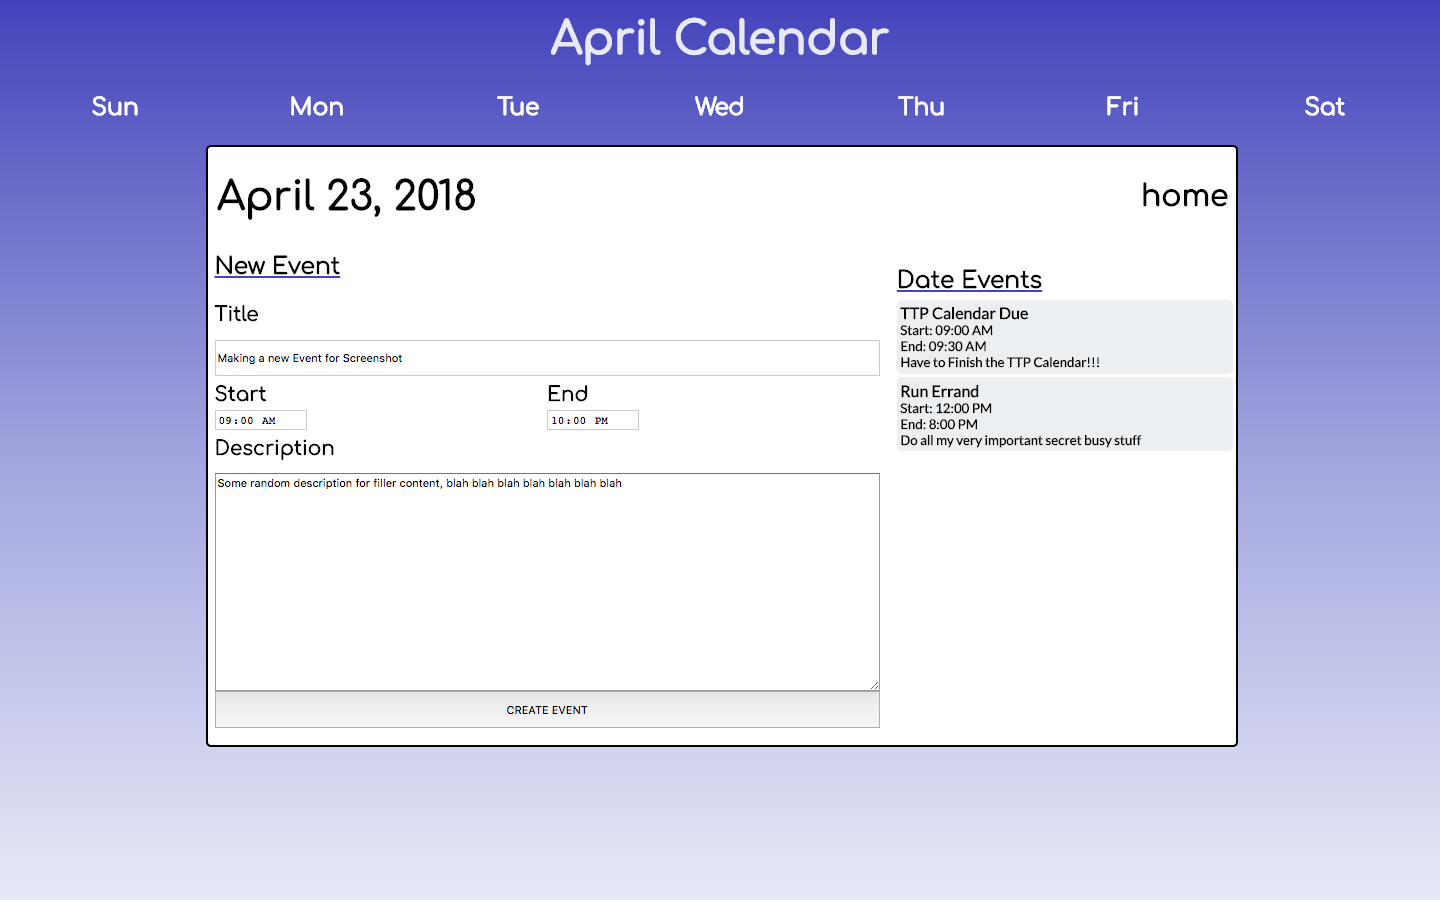 April Calendar
Sun Mon Tue Wed Thu Fri Sat
April 23, 2018
home
New Event
Title
Making a new Event for Screenshot
Start End
09:00 AM 10:00 PM
Description
Some random description for filler content, blah blah blah blah blah blah blah
CREATE EVENT
Date Events
TTP Calendar Due
Start: 09:00 AM
End: 09:30 AM
Have to Finish the TTP Calendar!!!
Run Errand
Start: 12:00 PM
End: 8:00 PM
Do all my very important secret busy stuff